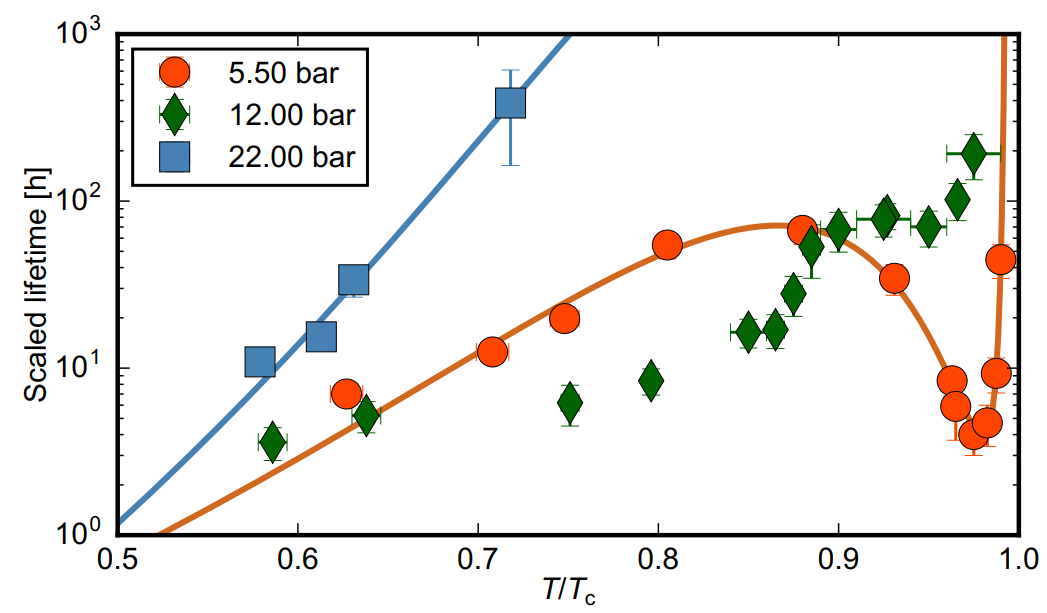 10³
5.50 bar
12.00 bar
22.00 bar
10²
Scaled lifetime [h]
10¹
10⁰
0.5 0.6 0.7 0.8 0.9 1.0
T/Tc